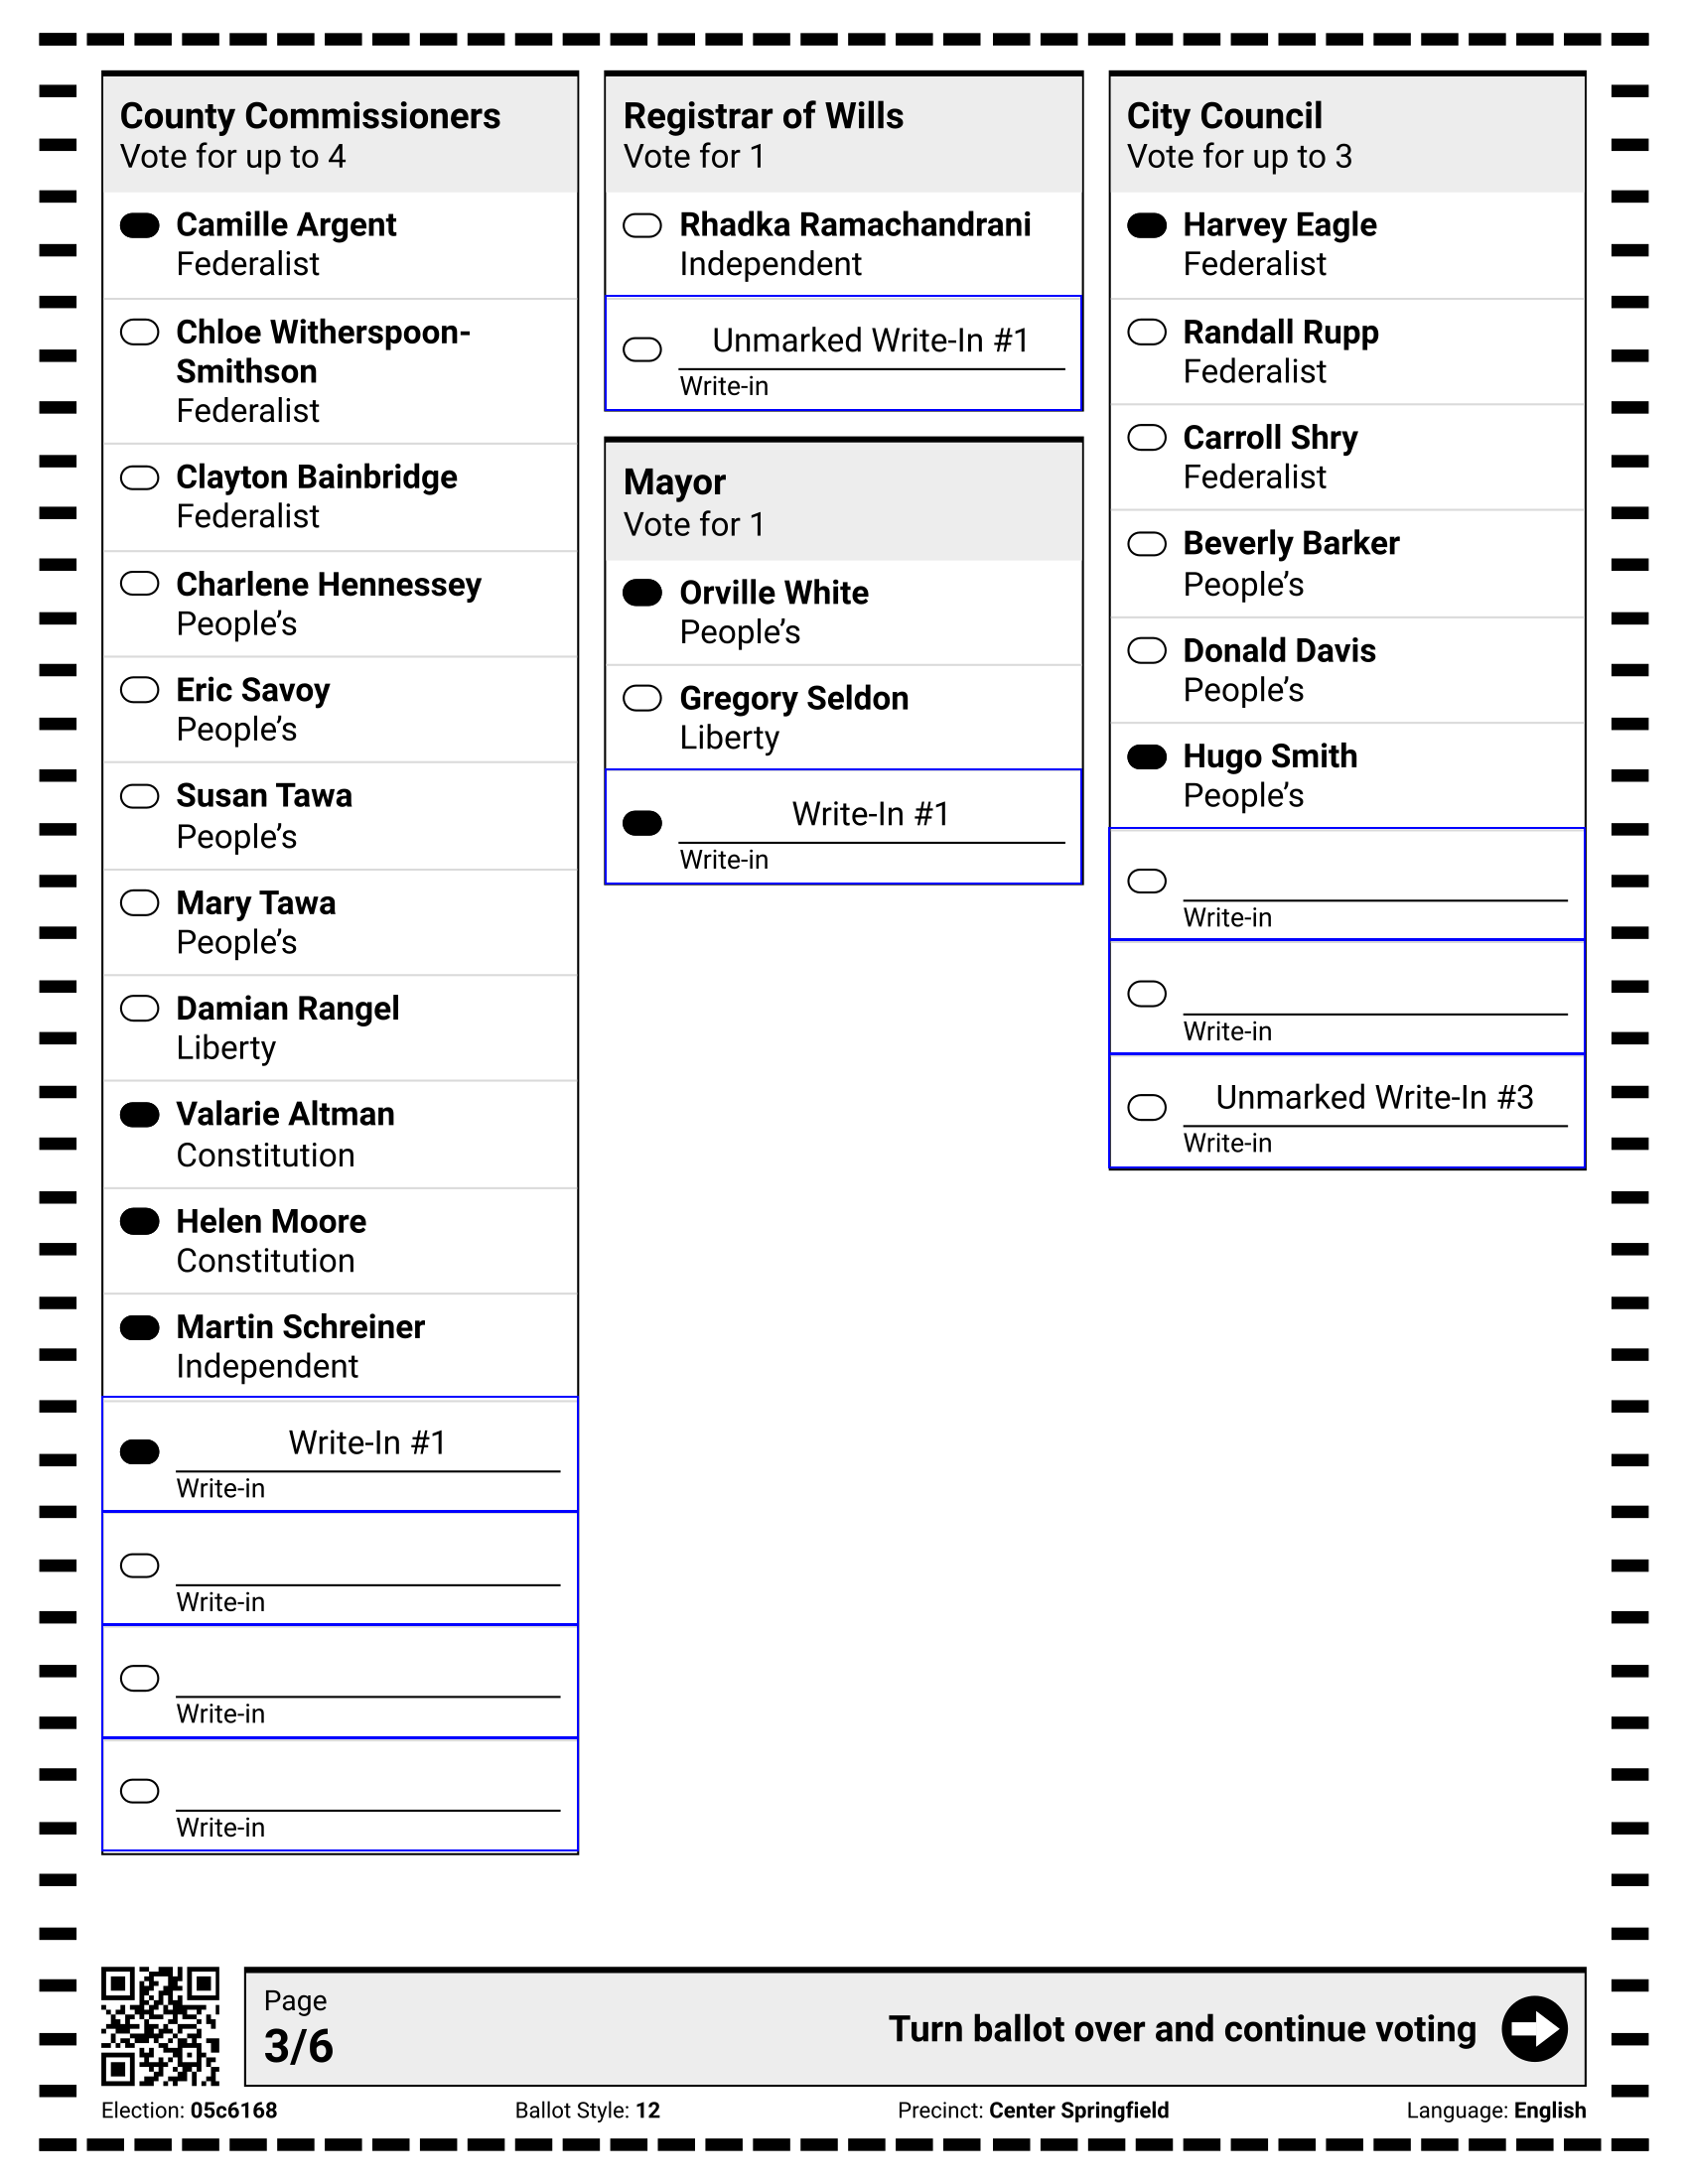 County Commissioners
Vote for up to 4
Camille Argent
Federalist
Chloe Witherspoon-
Smithson
Federalist
Clayton Bainbridge
Federalist
Charlene Hennessey
People’s
Eric Savoy
People’s
Susan Tawa
People’s
Mary Tawa
People’s
Damian Rangel
Liberty
Valarie Altman
Constitution
Helen Moore
Constitution
Martin Schreiner
Independent
Write-In #1
Write-in
Write-in
Write-in
Write-in
Registrar of Wills
Vote for 1
Rhadka Ramachandrani
Independent
Unmarked Write-In #1
Write-in
Mayor
Vote for 1
Orville White
People’s
Gregory Seldon
Liberty
Write-In #1
Write-in
City Council
Vote for up to 3
Harvey Eagle
Federalist
Randall Rupp
Federalist
Carroll Shry
Federalist
Beverly Barker
People’s
Donald Davis
People’s
Hugo Smith
People’s
Write-in
Write-in
Unmarked Write-In #3
Write-in
Page
3/6
Turn ballot over and continue voting
Election: 05c6168 Ballot Style: 12 Precinct: Center Springfield Language: English